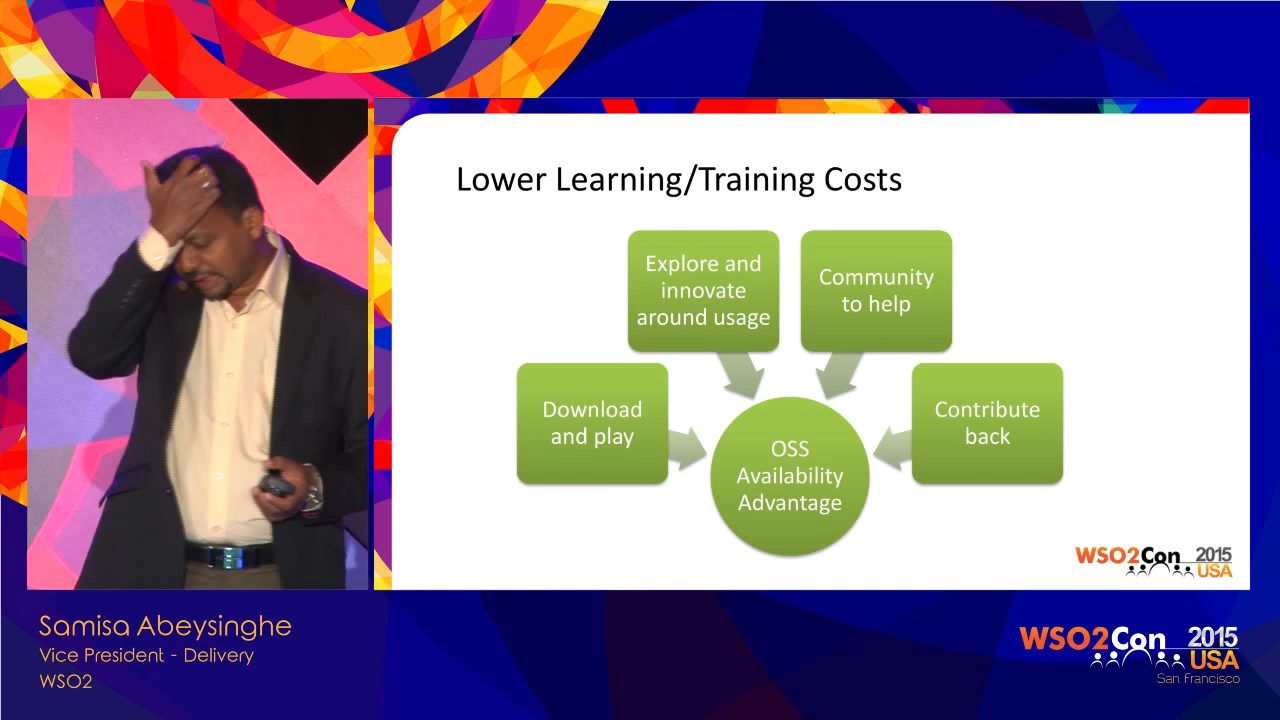 Lower Learning/Training Costs
Explore and
innovate
around usage
Community
to help
Download
and play
Contribute
back
OSS
Availability
Advantage
WSO2Con 2015
USA
Samisa Abeysinghe
Vice President - Delivery
WSO2
WSO2Con 2015
USA
San Francisco